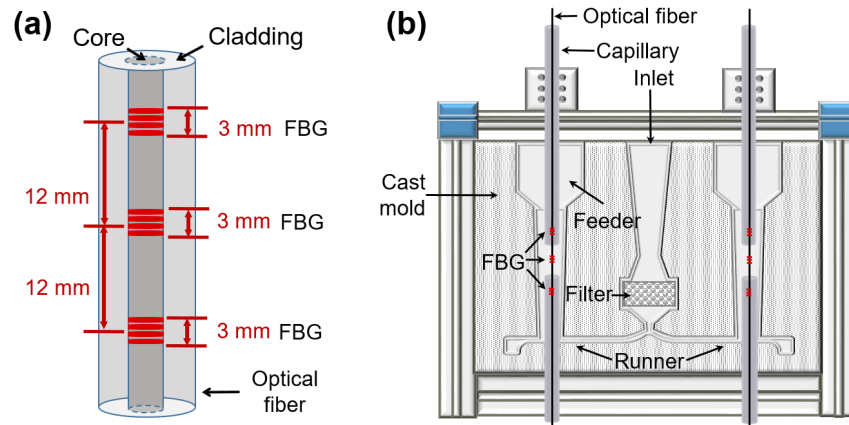 (a)
Core
Cladding
3 mm FBG
12 mm
3 mm FBG
12 mm
3 mm FBG
Optical
fiber
(b)
Optical fiber
Capillary
Inlet
Cast
mold
Feeder
FBG
Filter
Runner